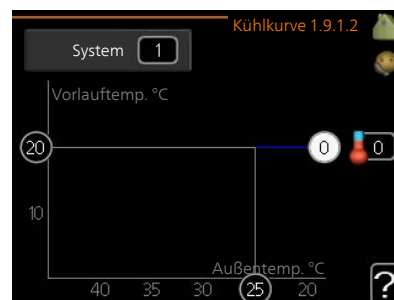 Kühlkurve 1.9.1.2
System 1
Vorlauftemp. °C
20
0
0
10
Außentemp. °C
40 35 30 25 20
?